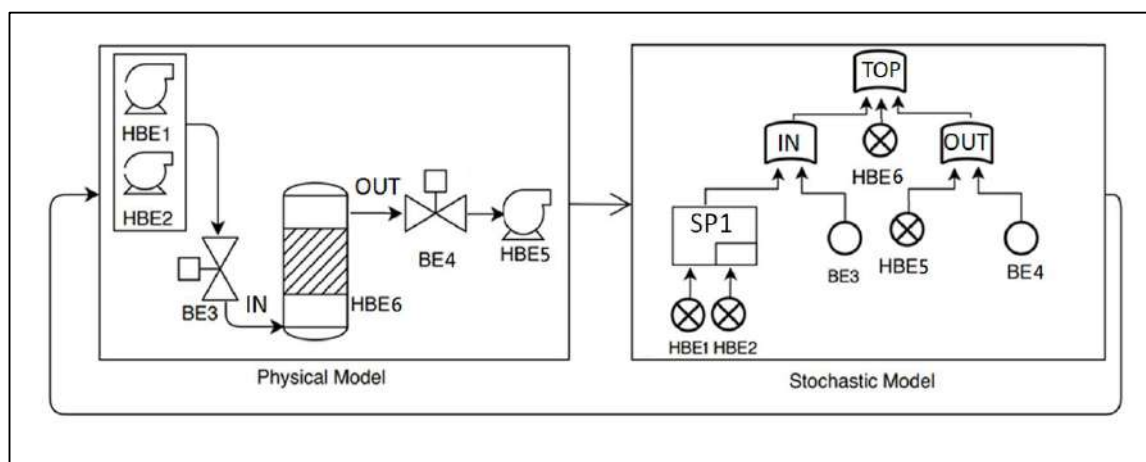 HBE1
HBE2
BE3
IN
OUT
HBE6
BE4
HBE5
Physical Model
TOP
IN
HBE6
OUT
SP1
BE3
HBE5
BE4
HBE1 HBE2
Stochastic Model